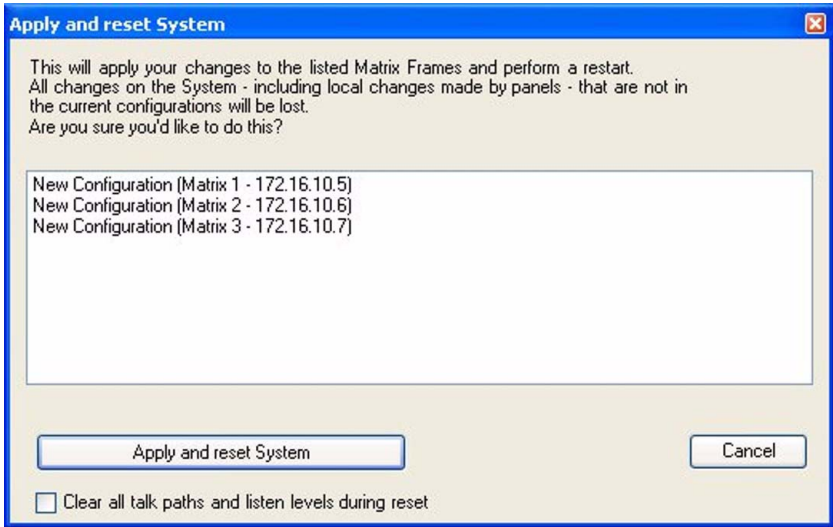 Apply and reset System
This will apply your changes to the listed Matrix Frames and perform a restart.
All changes on the System - including local changes made by panels - that are not in
the current configurations will be lost.
Are you sure you'd like to do this?
New Configuration (Matrix 1 - 172.16.10.5)
New Configuration (Matrix 2 - 172.16.10.6)
New Configuration (Matrix 3 - 172.16.10.7)
Apply and reset System
Cancel
Clear all talk paths and listen levels during reset